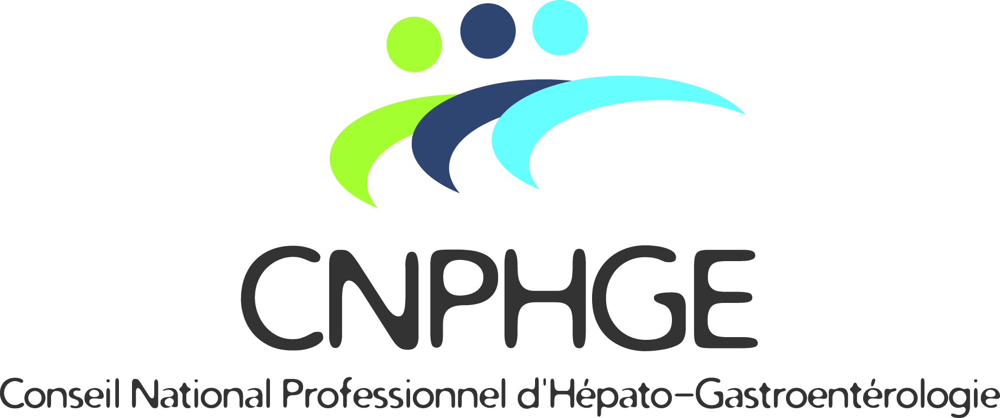 CNPHGE
Conseil National Professionnel d'Hépato-Gastroentérologie